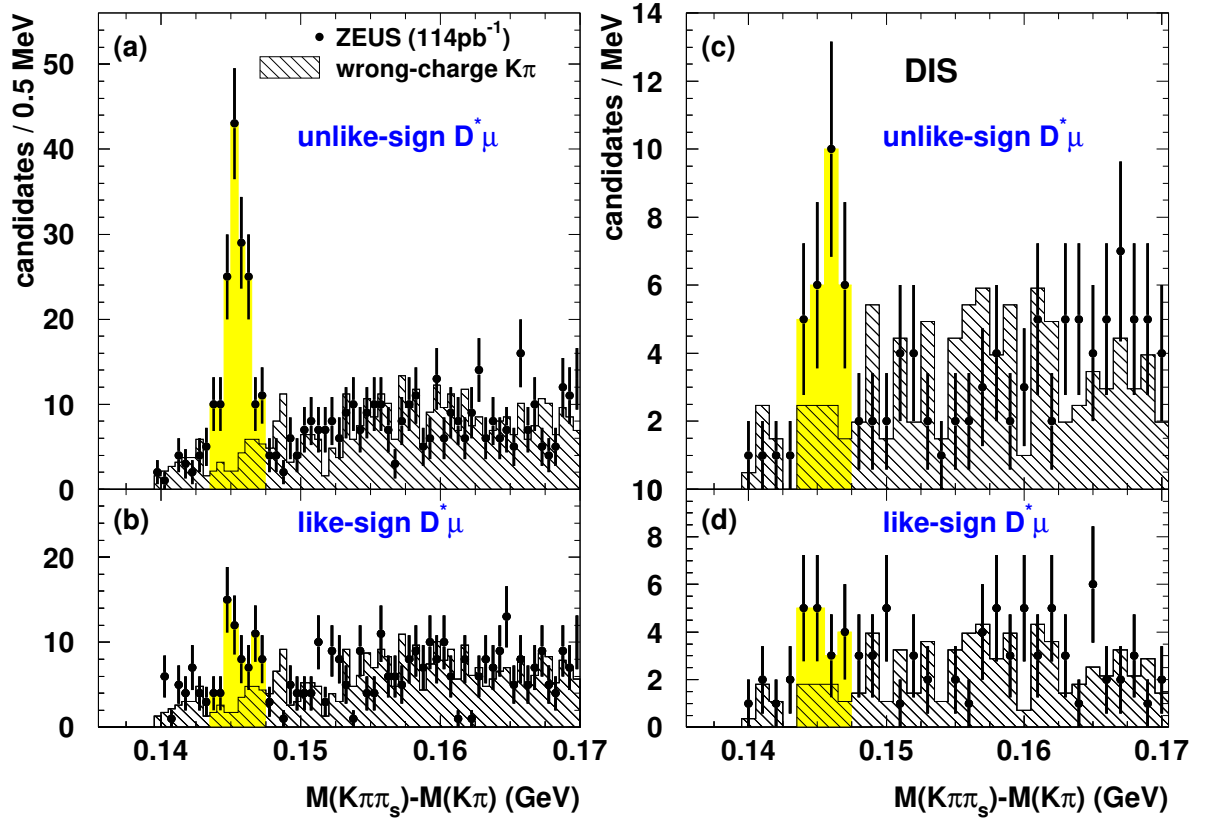 (a)
ZEUS (114pb⁻¹)
wrong-charge Kπ
unlike-sign D*μ
candidates / 0.5 MeV
50
40
30
20
10
0
(b)
like-sign D*μ
20
10
0
0.14 0.15 0.16 0.17
M(Kππₛ)-M(Kπ) (GeV)
(c)
DIS
unlike-sign D*μ
candidates / MeV
14
12
10
8
6
4
2
10
(d)
like-sign D*μ
8
6
4
2
0
0.14 0.15 0.16 0.17
M(Kππₛ)-M(Kπ) (GeV)